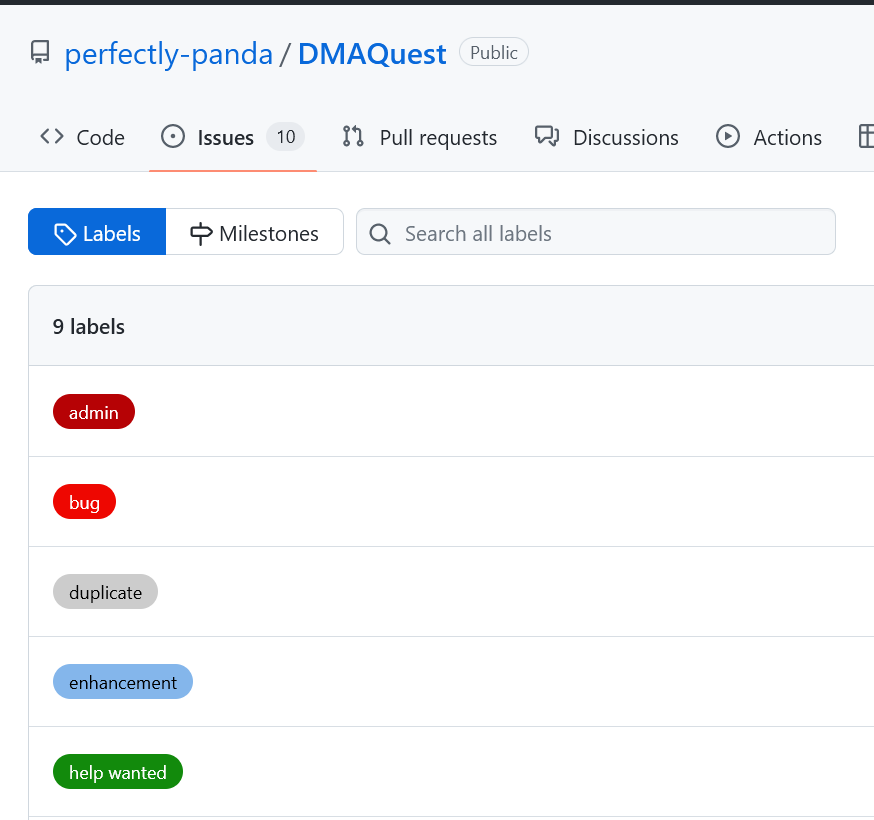 perfectly-panda / DMAQuest Public
Code Issues 10 Pull requests Discussions Actions
Labels Milestones Search all labels
9 labels
admin
bug
duplicate
enhancement
help wanted